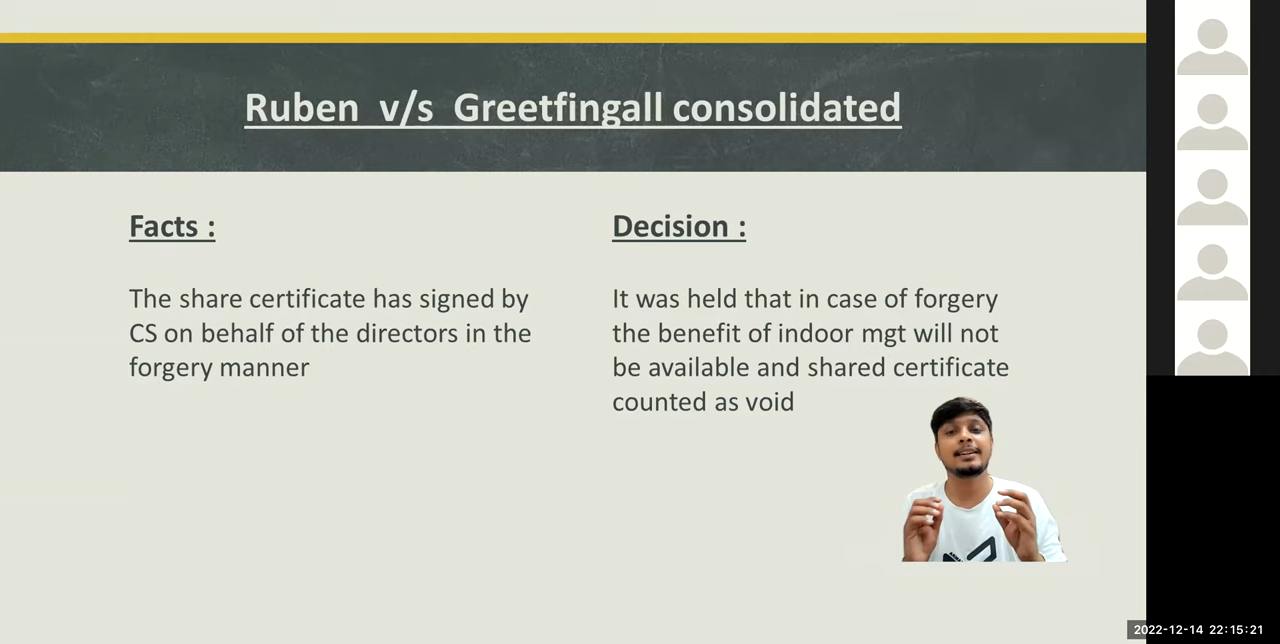 Ruben v/s Greetfingall consolidated
Facts :
The share certificate has signed by
CS on behalf of the directors in the
forgery manner
Decision :
It was held that in case of forgery
the benefit of indoor mgt will not
be available and shared certificate
counted as void
2022-12-14 22:15:21